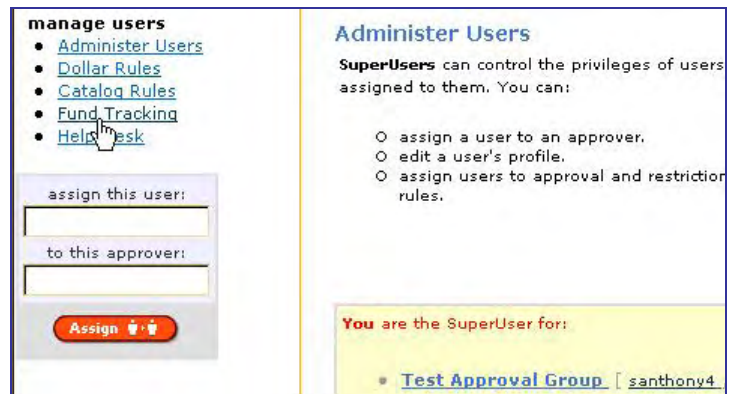 manage users
Administer Users
Dollar Rules
Catalog Rules
Fund Tracking
Help Desk
assign this user:
to this approver:
Assign
Administer Users
SuperUsers can control the privileges of users
assigned to them. You can:
assign a user to an approver.
edit a user's profile.
assign users to approval and restriction
rules.
You are the SuperUser for:
Test Approval Group [ santhony4